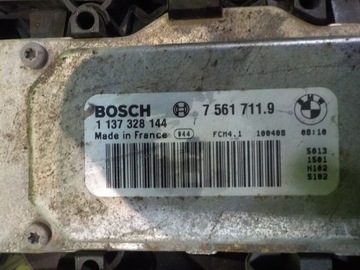 BOSCH 7 561 711.9
1 137 328 144
Made in France 944 FCM4.1 100408 08:10
5013
1501
H102
S102